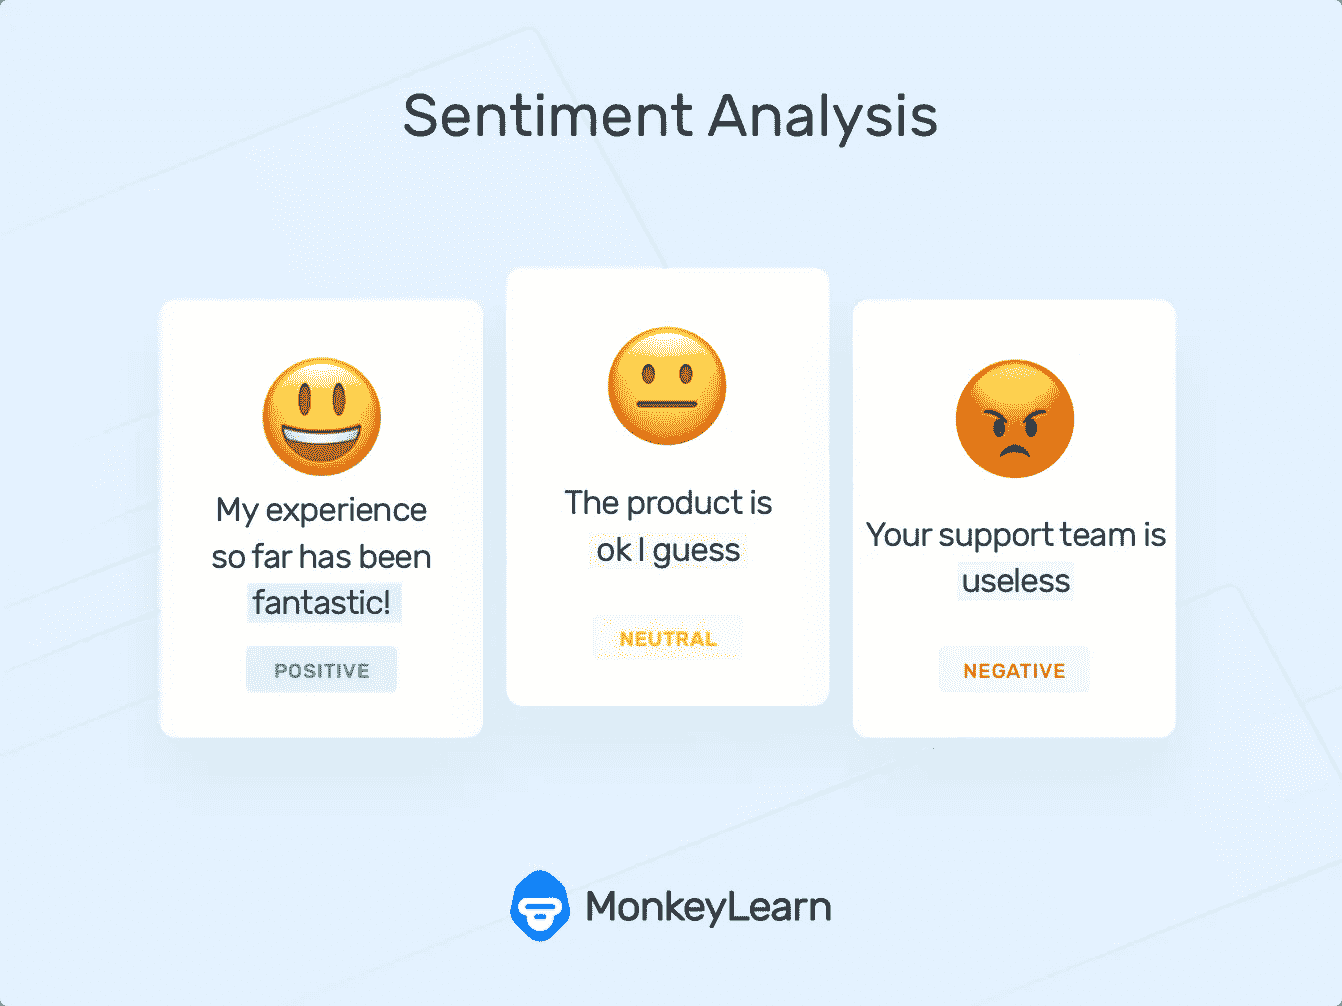 Sentiment Analysis
My experience
so far has been
fantastic!
POSITIVE
The product is
ok I guess
NEUTRAL
Your support team is
useless
NEGATIVE
MonkeyLearn